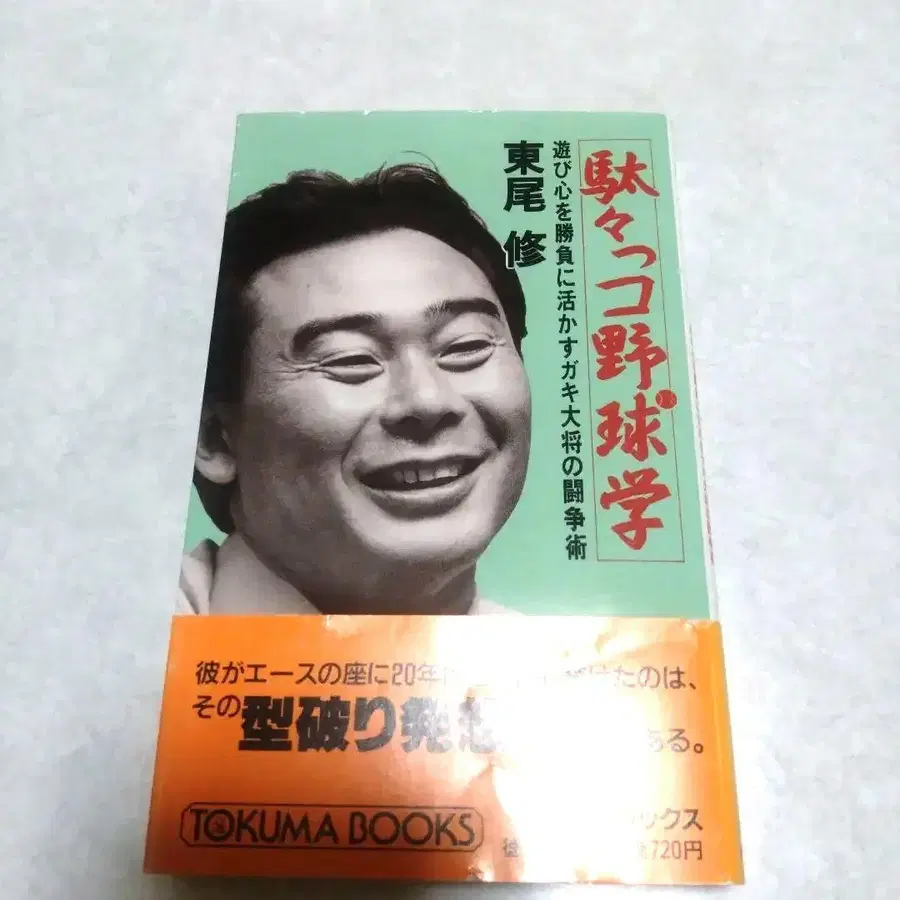 駄々っコ野球学
遊び心を勝負に活かすガキ大将の闘争術
東尾 修
彼がエースの座に20年 たのは、
その型破り発想 ある。
TOKUMA BOOKS
ックス
720円